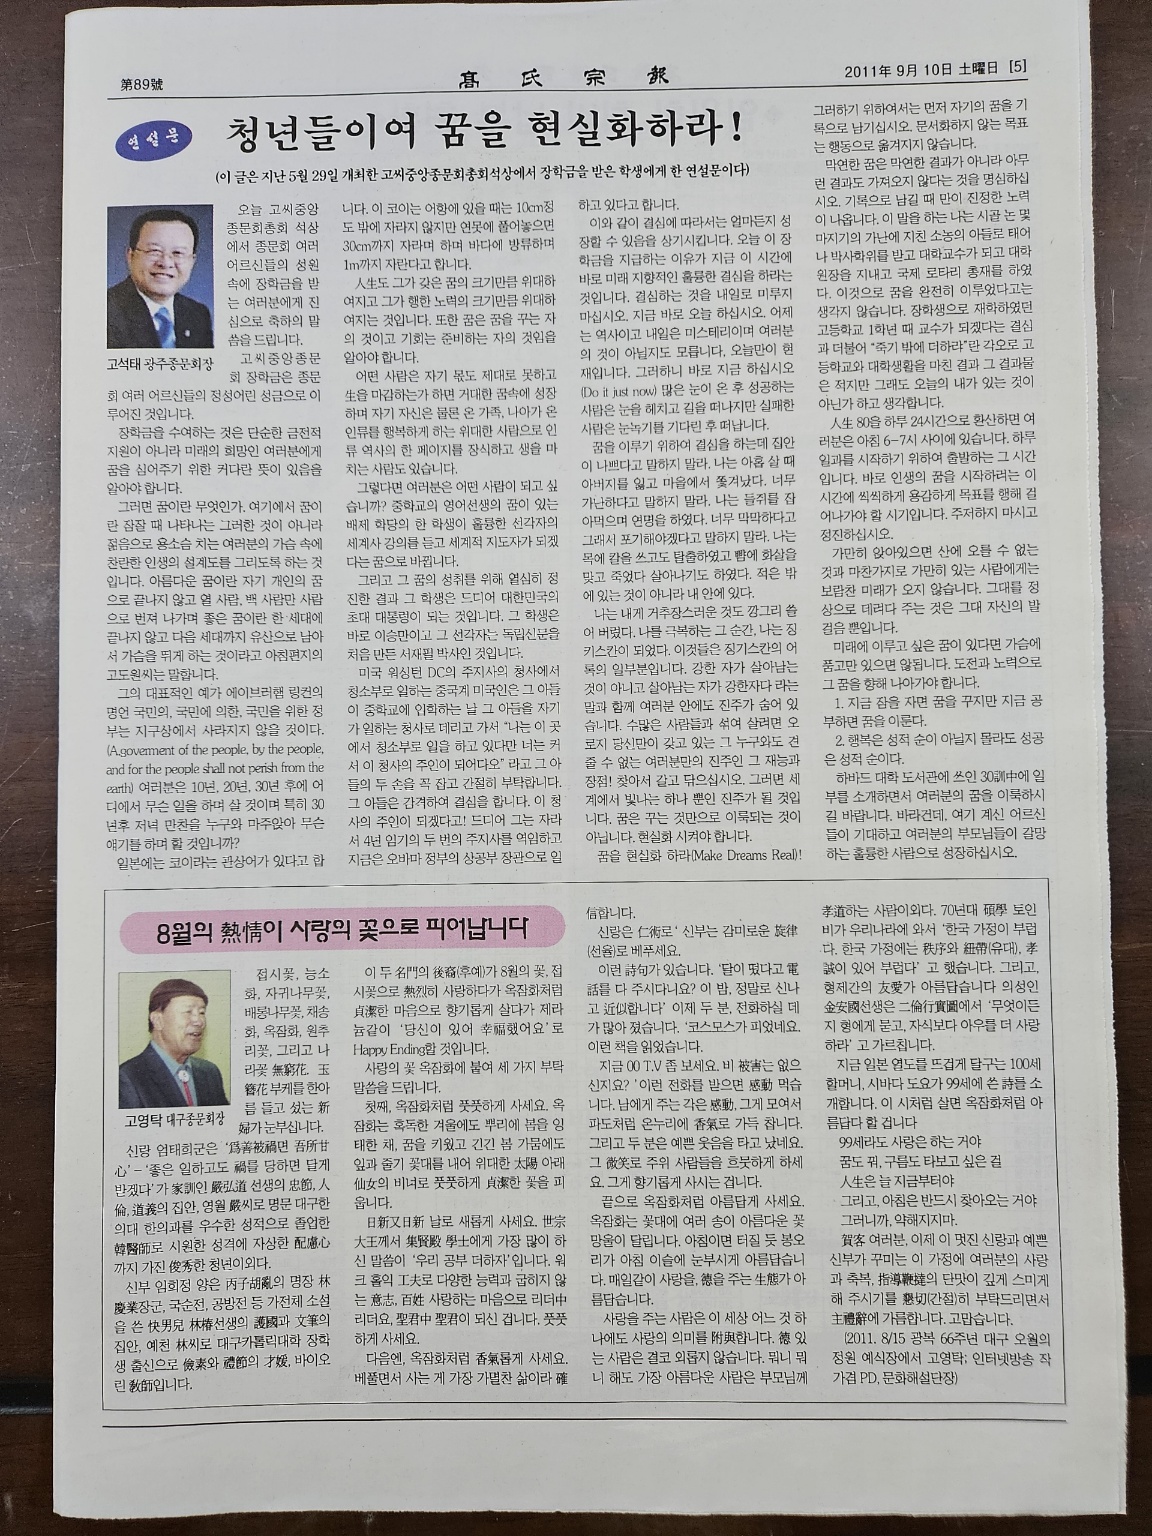 第89號
高氏宗報
2011年 9月 10日 土曜日 [5]
연설문
청년들이여 꿈을 현실화하라!
(이 글은 지난 5월 29일 개최한 고씨중앙종문회총회석상에서 장학금을 받은 학생에게 한 연설문이다)
고석태 광주종문회장
오늘 고씨중앙
종문회총회 석상
에서 종문회 여러
어르신들의 성원
속에 장학금을 받
는 여러분에게 진
심으로 축하의 말
씀을 드립니다.
고씨중앙종문
회 장학금은 종문
회 여러 어르신들의 정성어린 성금으로 이
루어진 것입니다.
장학금을 수여하는 것은 단순한 금전적
지원이 아니라 미래의 희망인 여러분에게
꿈을 심어주기 위한 커다란 뜻이 있음을
알아야 합니다.
그러면 꿈이란 무엇인가. 여기에서 꿈이
란 잠잘 때 나타나는 그러한 것이 아니라
젊음으로 용소슴 치는 여러분의 가슴 속에
찬란한 인생의 설계도를 그리도록 하는 것
입니다. 아름다운 꿈이란 자기 개인의 꿈
으로 끝나지 않고 열 사람, 백 사람만 사람
으로 번져 나가며 좋은 꿈이란 한 세대에
끝나지 않고 다음 세대까지 유산으로 남아
서 가슴을 뛰게 하는 것이라고 아침편지의
고도원씨는 말합니다.
그의 대표적인 예가 에이브러햄 링컨의
명언 국민의, 국민에 의한, 국민을 위한 정
부는 지구상에서 사라지지 않을 것이다.
(A.goverment of the people, by the people,
and for the people shall not perish from the
earth) 여러분은 10년, 20년, 30년 후에 어
디에서 무슨 일을 하며 살 것이며 특히 30
년후 저녁 만찬을 누구와 마주앉아 무슨
얘기를 하며 할 것입니까?
일본에는 코이라는 관상어가 있다고 합
니다. 이 코이는 어항에 있을 때는 10cm정
도 밖에 자라지 않지만 연못에 풀어놓으면
30cm까지 자라며 하며 바다에 방류하며
1m까지 자란다고 합니다.
人生도 그가 갖은 꿈의 크기만큼 위대하
여지고 그가 행한 노력의 크기만큼 위대하
여지는 것입니다. 또한 꿈은 꿈을 꾸는 자
의 것이고 기회는 준비하는 자의 것임을
알아야 합니다.
어떤 사람은 자기 몫도 제대로 못하고
生을 마감하는가 하면 거대한 꿈속에 성장
하며 자기 자신은 물론 온 가족, 나아가 온
인류를 행복하게 하는 위대한 사람으로 인
류 역사의 한 페이지를 장식하고 생을 마
치는 사람도 있습니다.
그렇다면 여러분은 어떤 사람이 되고 싶
습니까? 중학교의 영어선생의 꿈이 있는
배제 학당의 한 학생이 훌륭한 선각자의
세계사 강의를 듣고 세계적 지도자가 되겠
다는 꿈으로 바뀝니다.
그리고 그 꿈의 성취를 위해 열심히 정
진한 결과 그 학생은 드디어 대한민국의
초대 대통령이 되는 것입니다. 그 학생은
바로 이승만이고 그 선각자는 독립신문을
처음 만든 서재필 박사인 것입니다.
미국 워싱턴 DC의 주지사의 청사에서
청소부로 일하는 중국계 미국인은 그 아들
이 중학교에 입학하는 날 그 아들을 자기
가 일하는 청사로 데리고 가서 “나는 이 곳
에서 청소부로 일을 하고 있다만 너는 커
서 이 청사의 주인이 되어다오” 라고 그 아
들의 두 손을 꼭 잡고 간절히 부탁합니다.
그 아들은 간격하여 결심을 합니다. 이 청
사의 주인이 되겠다고! 드디어 그는 자라
서 4년 임기의 두 번의 주지사를 역임하고
지금은 오바마 정부의 상공부 장관으로 일
하고 있다고 합니다.
이와 같이 결심에 따라서는 얼마든지 성
장할 수 있음을 상기시킵니다. 오늘 이 장
학금을 지급하는 이유가 지금 이 시간에
바로 미래 지향적인 훌륭한 결심을 하라는
것입니다. 결심하는 것을 내일로 미루지
마십시오. 지금 바로 오늘 하십시오. 어제
는 역사이고 내일은 미스테리이며 여러분
의 것이 아닐지도 모릅니다. 오늘만이 현
재입니다. 그러하니 바로 지금 하십시오
(Do it just now) 많은 눈이 온 후 성공하는
사람은 눈을 헤치고 길을 떠나지만 실패한
사람은 눈녹기를 기다린 후 떠납니다.
꿈을 이루기 위하여 결심을 하는데 집안
이 나쁘다고 말하지 말라. 나는 아홉 살 때
아버지를 잃고 마을에서 쫓겨났다. 너무
가난하다고 말하지 말라. 나는 들쥐를 잡
아먹으며 연명을 하였다. 너무 막막하다고
그래서 포기해야겠다고 말하지 말라. 나는
목에 칼을 쓰고도 탈출하였고 뺨에 화살을
맞고 죽었다 살아나기도 하였다. 적은 밖
에 있는 것이 아니라 내 안에 있다.
나는 내게 거추장스러운 것도 깡그리 쓸
어 버렸다. 나를 극복하는 그 순간, 나는 징
키스칸이 되었다. 이것들은 징기스칸의 어
록의 일부분입니다. 강한 자가 살아남는
것이 아니고 살아남는 자가 강한자다 라는
말과 함께 여러분 안에도 진주가 숨어 있
습니다. 수많은 사람들과 섞여 살려면 오
로지 당신만이 갖고 있는 그 누구와도 견
줄 수 없는 여러분만의 진주인 그 재능과
장점! 찾아서 갈고 닦으십시오. 그러면 세
계에서 빛나는 하나 뿐인 진주가 될 것입
니다. 꿈은 꾸는 것만으로 이룩되는 것이
아닙니다. 현실화 시켜야 합니다.
꿈을 현실화 하라(Make Dreams Real)!
그러하기 위하여서는 먼저 자기의 꿈을 기
록으로 남기십시오. 문서화하지 않는 목표
는 행동으로 옮겨지지 않습니다.
막연한 꿈은 막연한 결과가 아니라 아무
런 결과도 가져오지 않다는 것을 명심하십
시오. 기록으로 남길 때 만이 진정한 노력
이 나옵니다. 이 말을 하는 나는 시골 논 몇
마지기의 가난에 지친 소농의 아들로 태어
나 박사학위를 받고 대학교수가 되고 대학
원장을 지내고 국제 로타리 총재를 하였
다. 이것으로 꿈을 완전히 이루었다고는
생각지 않습니다. 장학생으로 재학하였던
고등학교 1학년 때 교수가 되겠다는 결심
과 더불어 “죽기 밖에 더하랴”란 각오로 고
등학교와 대학생활을 마친 결과 그 결과물
은 적지만 그래도 오늘의 내가 있는 것이
아닌가 하고 생각합니다.
人生 80을 하루 24시간으로 환산하면 여
러분은 아침 6-7시 사이에 있습니다. 하루
일과를 시작하기 위하여 출발하는 그 시간
입니다. 바로 인생의 꿈을 시작하려는 이
시간에 씩씩하게 용감하게 목표를 행해 걸
어나가야 할 시기입니다. 주저하지 마시고
정진하십시오.
가만히 앉아있으면 산에 오를 수 없는
것과 마찬가지로 가만히 있는 사람에게는
보람찬 미래가 오지 않습니다. 그대를 정
상으로 데려다 주는 것은 그대 자신의 발
걸음 뿐입니다.
미래에 이루고 싶은 꿈이 있다면 가슴에
품고만 있으면 않됩니다. 도전과 노력으로
그 꿈을 향해 나아가야 합니다.
1. 지금 잠을 자면 꿈을 꾸지만 지금 공
부하면 꿈을 이룬다.
2. 행복은 성적 순이 아닐지 몰라도 성공
은 성적 순이다.
하바드 대학 도서관에 쓰인 30訓中에 일
부를 소개하면서 여러분의 꿈을 이룩하시
길 바랍니다. 바라건데, 여기 계신 어르신
들이 기대하고 여러분의 부모님들이 갈망
하는 훌륭한 사람으로 성장하십시오.
8월의 熱情이 사랑의 꽃으로 피어납니다
고영탁 대구종문회장
접시꽃, 능소
화, 자귀나무꽃,
배롱나무꽃, 채송
화, 옥잠화, 원추
리꽃, 그리고 나
라꽃 無窮花, 玉
簪花 부케를 한아
름 들고 섰는 新
婦가 눈부십니다.
신랑 엄태희군은 ‘爲善被禍면 吾所甘
心’ - ‘좋은 일하고도 禍를 당하면 달게
받겠다’가 家訓인 嚴弘道 선생의 忠節, 人
倫, 道義의 집안, 영월 嚴씨로 명문 대구한
의대 한의과를 우수한 성적으로 졸업한
韓醫師로 시원한 성격에 자상한 配慮心
까지 가진 俊秀한 청년이외다.
신부 임희정 양은 丙子胡亂의 명장 林
慶業장군, 국순전, 공방전 등 가전체 소설
을 쓴 快男兒 林椿선생의 護國과 文筆의
집안, 예천 林씨로 대구카톨릭대학 장학
생 출신으로 儉素와 禮節의 才媛, 바이오
린 敎師입니다.
이 두 名門의 後裔(후예)가 8월의 꽃, 접
시꽃으로 熱烈히 사랑하다가 옥잠화처럼
貞潔한 마음으로 향기롭게 살다가 제라
늄같이 ‘당신이 있어 幸福했어요’로
Happy Ending할 것입니다.
사랑의 꽃 옥잠화에 붙여 세 가지 부탁
말씀을 드립니다.
첫째, 옥잠화처럼 풋풋하게 사세요. 옥
잠화는 혹독한 겨울에도 뿌리에 봄을 잉
태한 채, 꿈을 키웠고 긴긴 봄 가뭄에도
잎과 줄기 꽃대를 내어 위대한 太陽 아래
仙女의 비녀로 풋풋하게 貞潔한 꽃을 피
웁니다.
日新又日新 날로 새롭게 사세요. 世宗
大王께서 集賢殿 學士에게 가장 많이 하
신 말씀이 ‘우리 공부 더하자’입니다. 워
크 홀익 工夫로 다양한 능력과 굽히지 않
는 意志, 百姓 사랑하는 마음으로 리더中
리더요, 聖君中 聖君이 되신 겁니다. 풋풋
하게 사세요.
다음엔, 옥잠화처럼 香氣롭게 사세요.
베풀면서 사는 게 가장 가멸찬 삶이라 確
信합니다.
신랑은 仁術로 ‘ 신부는 감미로운 旋律
(선율)로 베푸세요.
이런 詩句가 있습니다. ‘달이 떴다고 電
話를 다 주시다니요? 이 밤, 정말로 신나
고 近似합니다’ 이제 두 분, 전화하실 데
가 많아 졌습니다. ‘코스모스가 피었네요.
이런 책을 읽었습니다.
지금 00 T.V 좀 보세요. 비 被害는 없으
신지요? ’ 이런 전화를 받으면 感動 먹습
니다. 남에게 주는 각은 感動, 그게 모여서
파도처럼 온누리에 香氣로 가득 찹니다.
그리고 두 분은 예쁜 웃음을 타고 났네요.
그 微笑로 주위 사람들을 흐뭇하게 하세
요. 그게 향기롭게 사시는 겁니다.
끝으로 옥잠화처럼 아름답게 사세요.
옥잠화는 꽃대에 여러 송이 아름다운 꽃
망울이 달립니다. 아침이면 터질 듯 봉오
리가 아침 이슬에 눈부시게 아름답습니
다. 매일같이 사랑을, 德을 주는 生態가 아
름답습니다.
사랑을 주는 사람은 이 세상 어느 것 하
나에도 사랑의 의미를 附與합니다. 德 있
는 사람은 결코 외롭지 않습니다. 뭐니 뭐
니 해도 가장 아름다운 사람은 부모님께
孝道하는 사람이외다. 70년대 碩學 토인
비가 우리나라에 와서 ‘한국 가정이 부럽
다. 한국 가정에는 秩序와 紐帶(유대), 孝
誠이 있어 부럽다’ 고 했습니다. 그리고,
형제간의 友愛가 아름답습니다 의성인
金安國선생은 二倫行實圖에서 ‘무엇이든
지 형에게 묻고, 자식보다 아우를 더 사랑
하라’ 고 가르칩니다.
지금 일본 열도를 뜨겁게 달구는 100세
할머니, 시바다 도요가 99세에 쓴 詩를 소
개합니다. 이 시처럼 살면 옥잠화처럼 아
름답다 할 겁니다
99세라도 사랑은 하는 거야
꿈도 꿔, 구름도 타보고 싶은 걸
人生은 늘 지금부터야
그리고, 아침은 반드시 찾아오는 거야
그러니까, 약해지지마.
賀客 여러분, 이제 이 멋진 신랑과 예쁜
신부가 꾸미는 이 가정에 여러분의 사랑
과 축복, 指導鞭撻의 단맛이 깊게 스미게
해 주시기를 懇切(간절)히 부탁드리면서
主禮辭에 가름합니다. 고맙습니다.
(2011. 8/15 광복 66주년 대구 오월의
정원 예식장에서 고영탁; 인터넷방송 작
가겸 PD, 문화해설단장)